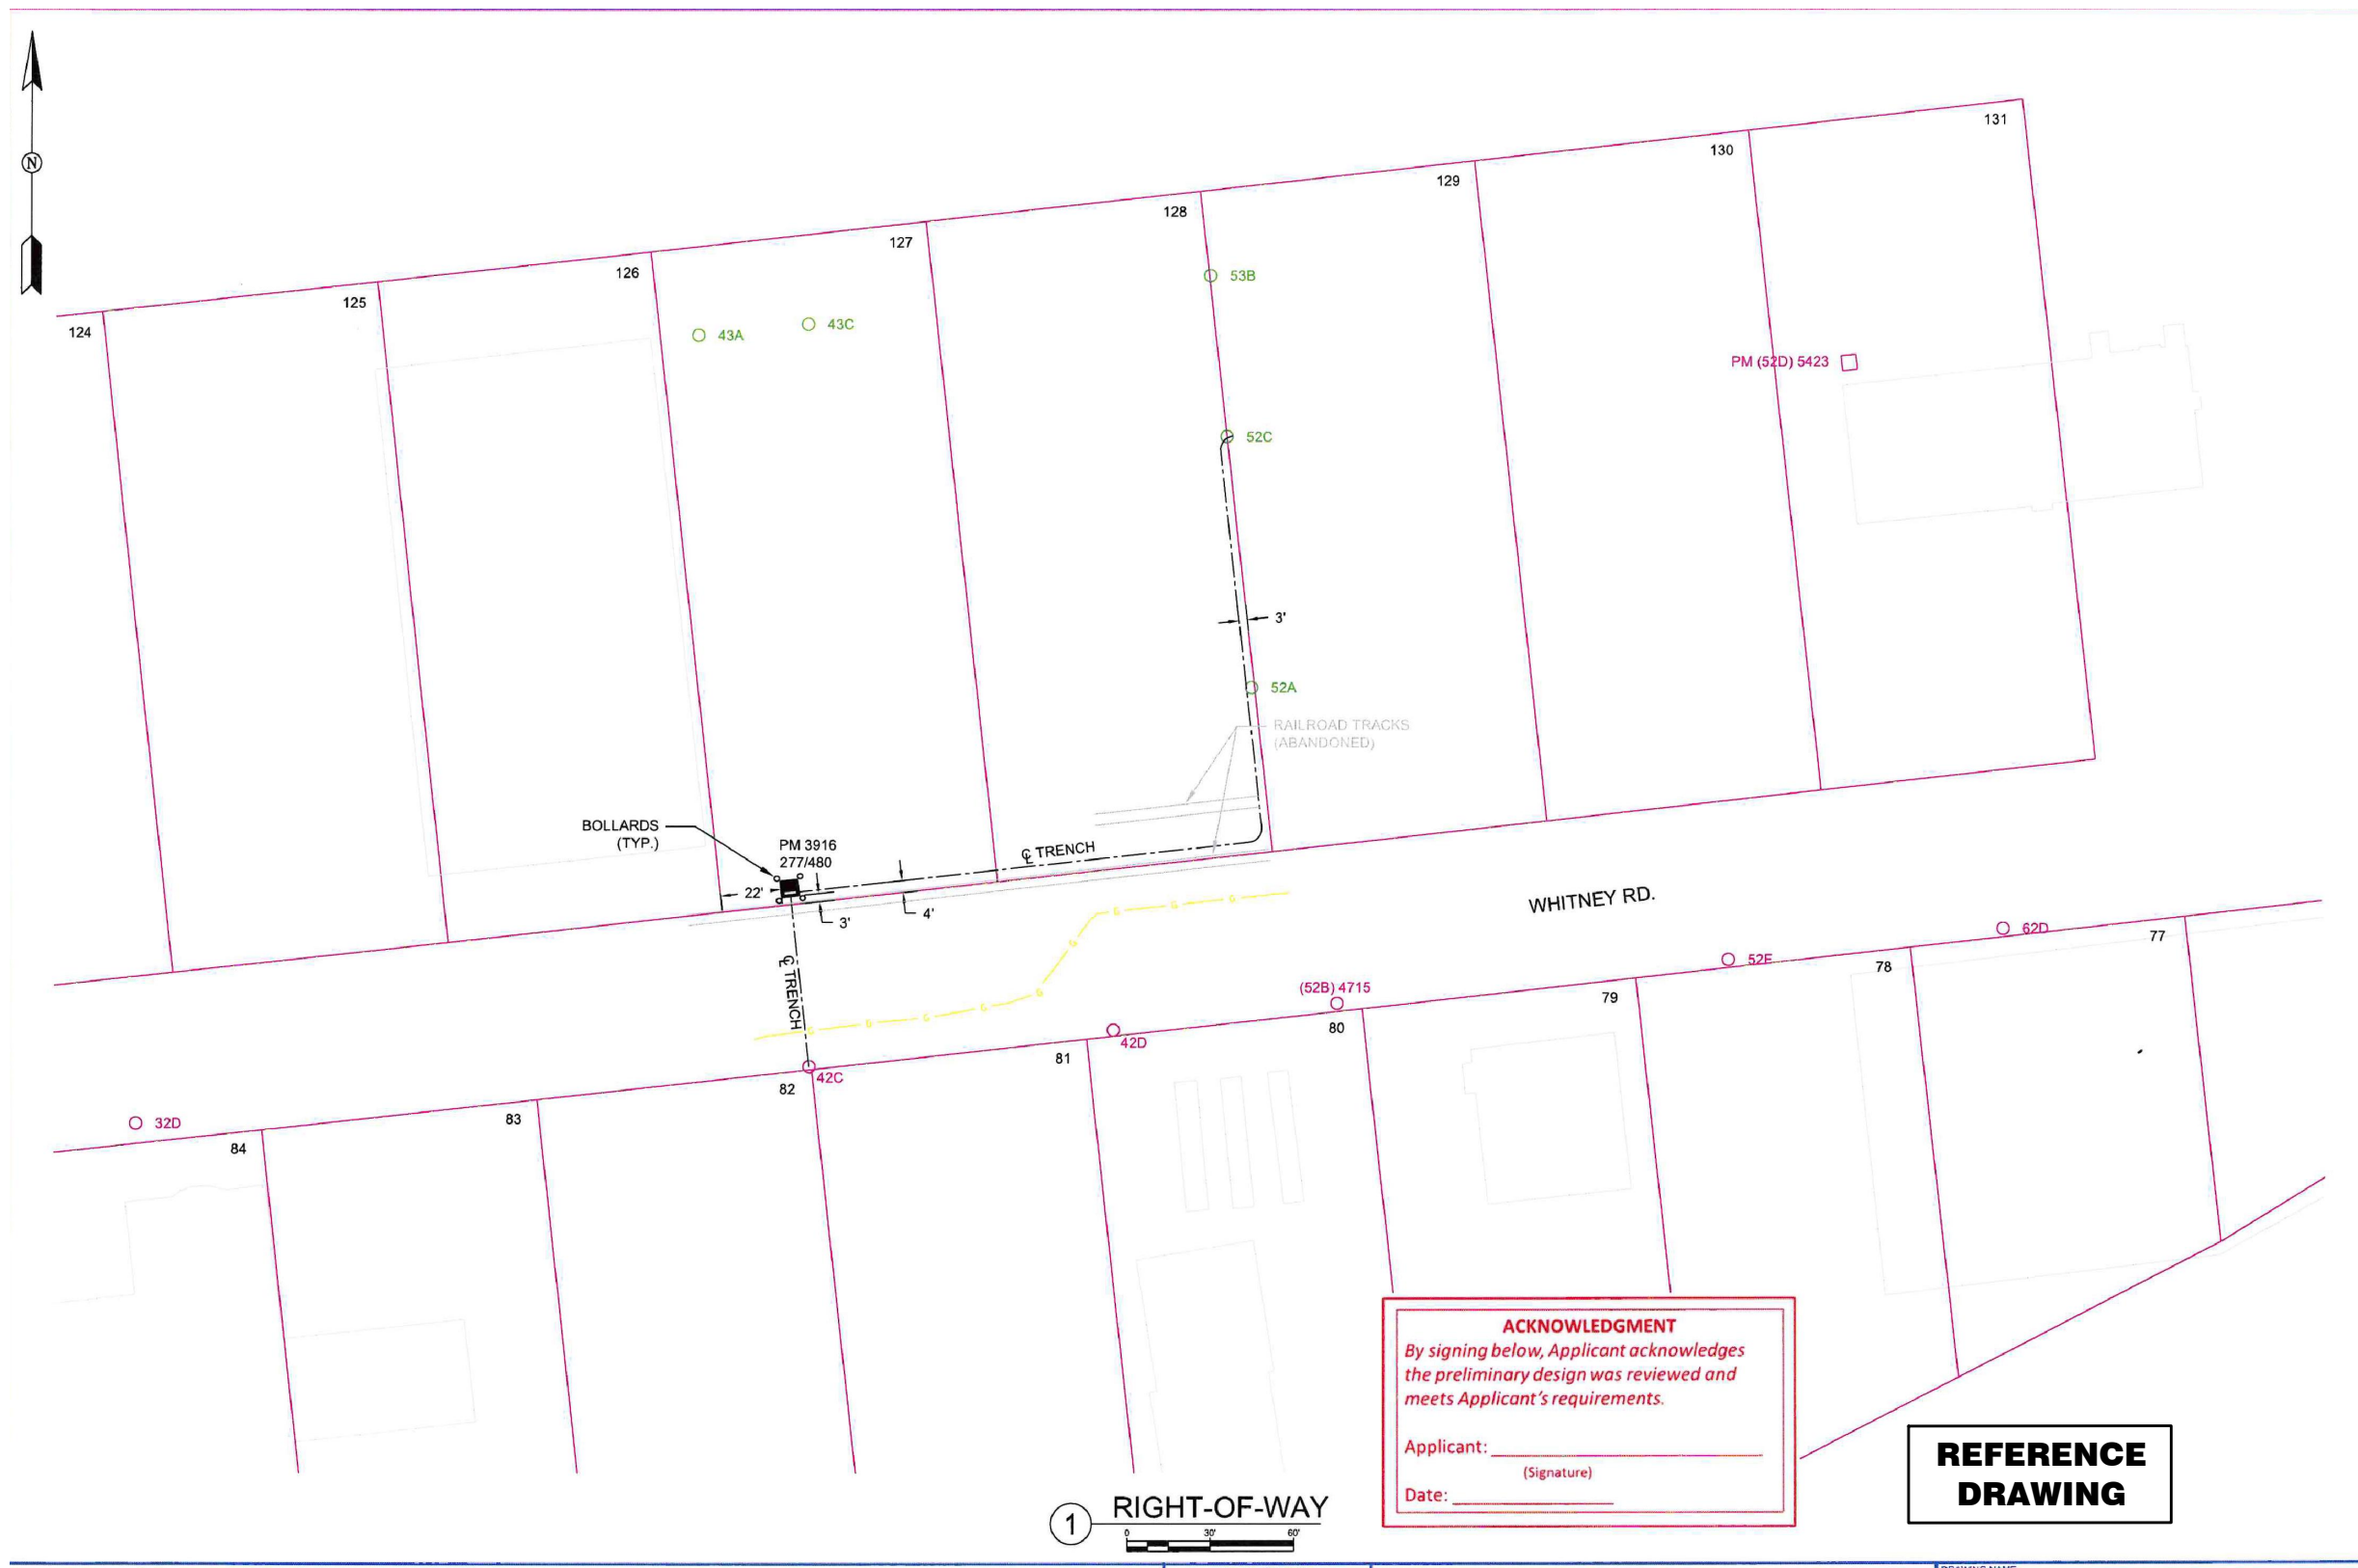 N
131
130
129
128
127
126
125
124
53B
43A
43C
PM (52D) 5423
52C
3'
52A
RAILROAD TRACKS
(ABANDONED)
BOLLARDS
(TYP.)
PM 3916
277/480
℄ TRENCH
22'
3'
4'
WHITNEY RD.
G G G
G
G
G G G G
℄ TRENCH
62D
77
52E
78
(52B) 4715
79
80
42D
81
42C
82
32D
83
84
ACKNOWLEDGMENT
By signing below, Applicant acknowledges
the preliminary design was reviewed and
meets Applicant's requirements.
Applicant:
(Signature)
Date:
REFERENCE
DRAWING
1 RIGHT-OF-WAY
0 30' 60'